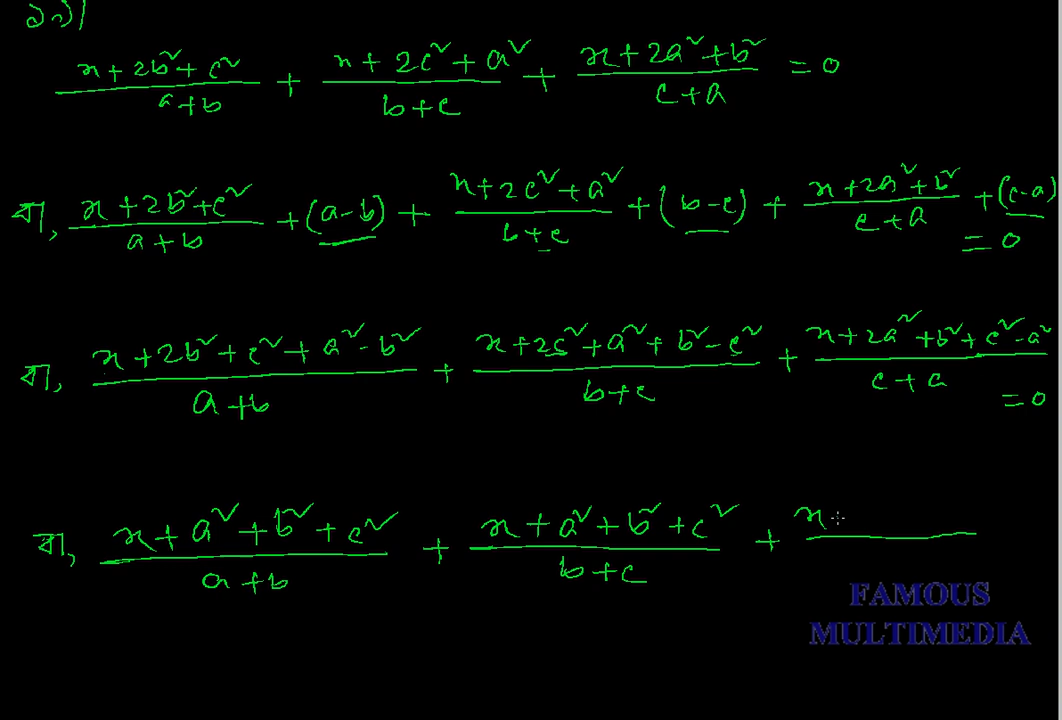 ১০১
x + 2b² + c² / a + b + x + 2c² + a² / b + c + x + 2a² + b² / c + a = 0
বা, x + 2b² + c² / a + b + (a - b) + x + 2c² + a² / b + c + (b - c) + x + 2a² + b² / c + a + (c - a) = 0
বা, x + 2b² + c² + a² - b² / a + b + x + 2c² + a² + b² - c² / b + c + x + 2a² + b² + c² - a² / c + a = 0
বা, x + a² + b² + c² / a + b + x + a² + b² + c² / b + c + x
FAMOUS
MULTIMEDIA